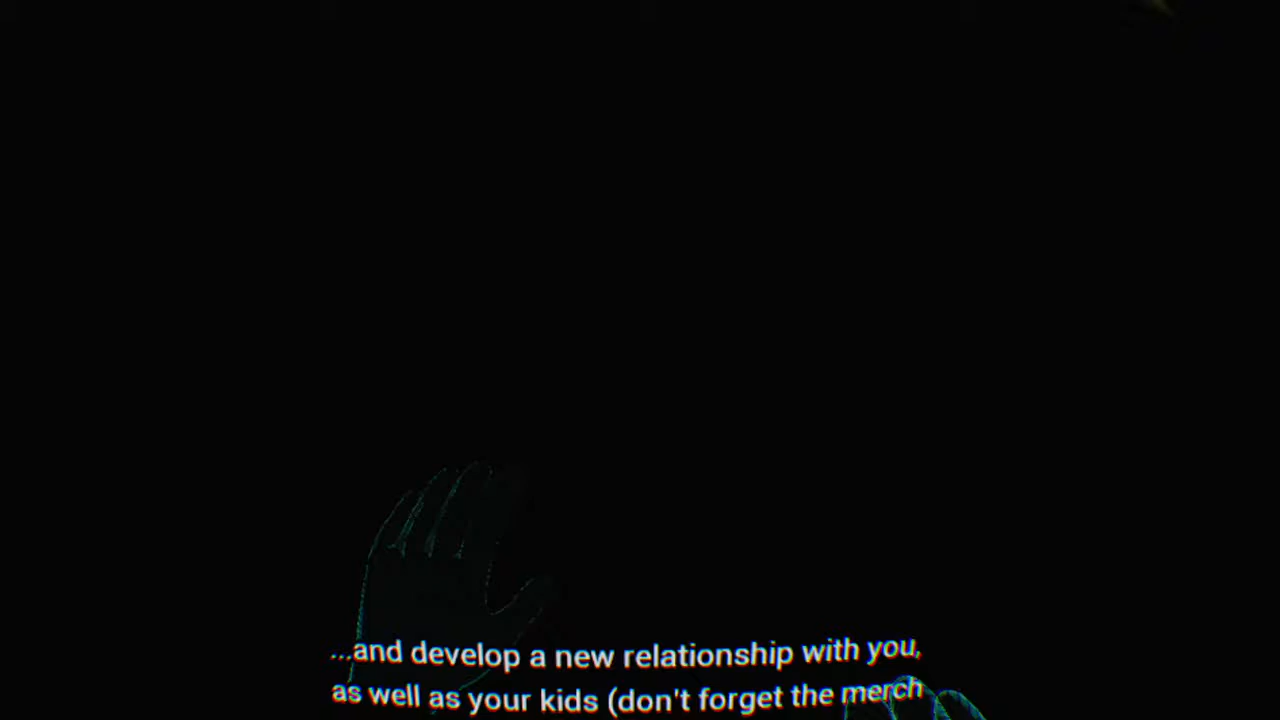 ...and develop a new relationship with you,
as well as your kids (don't forget the merch